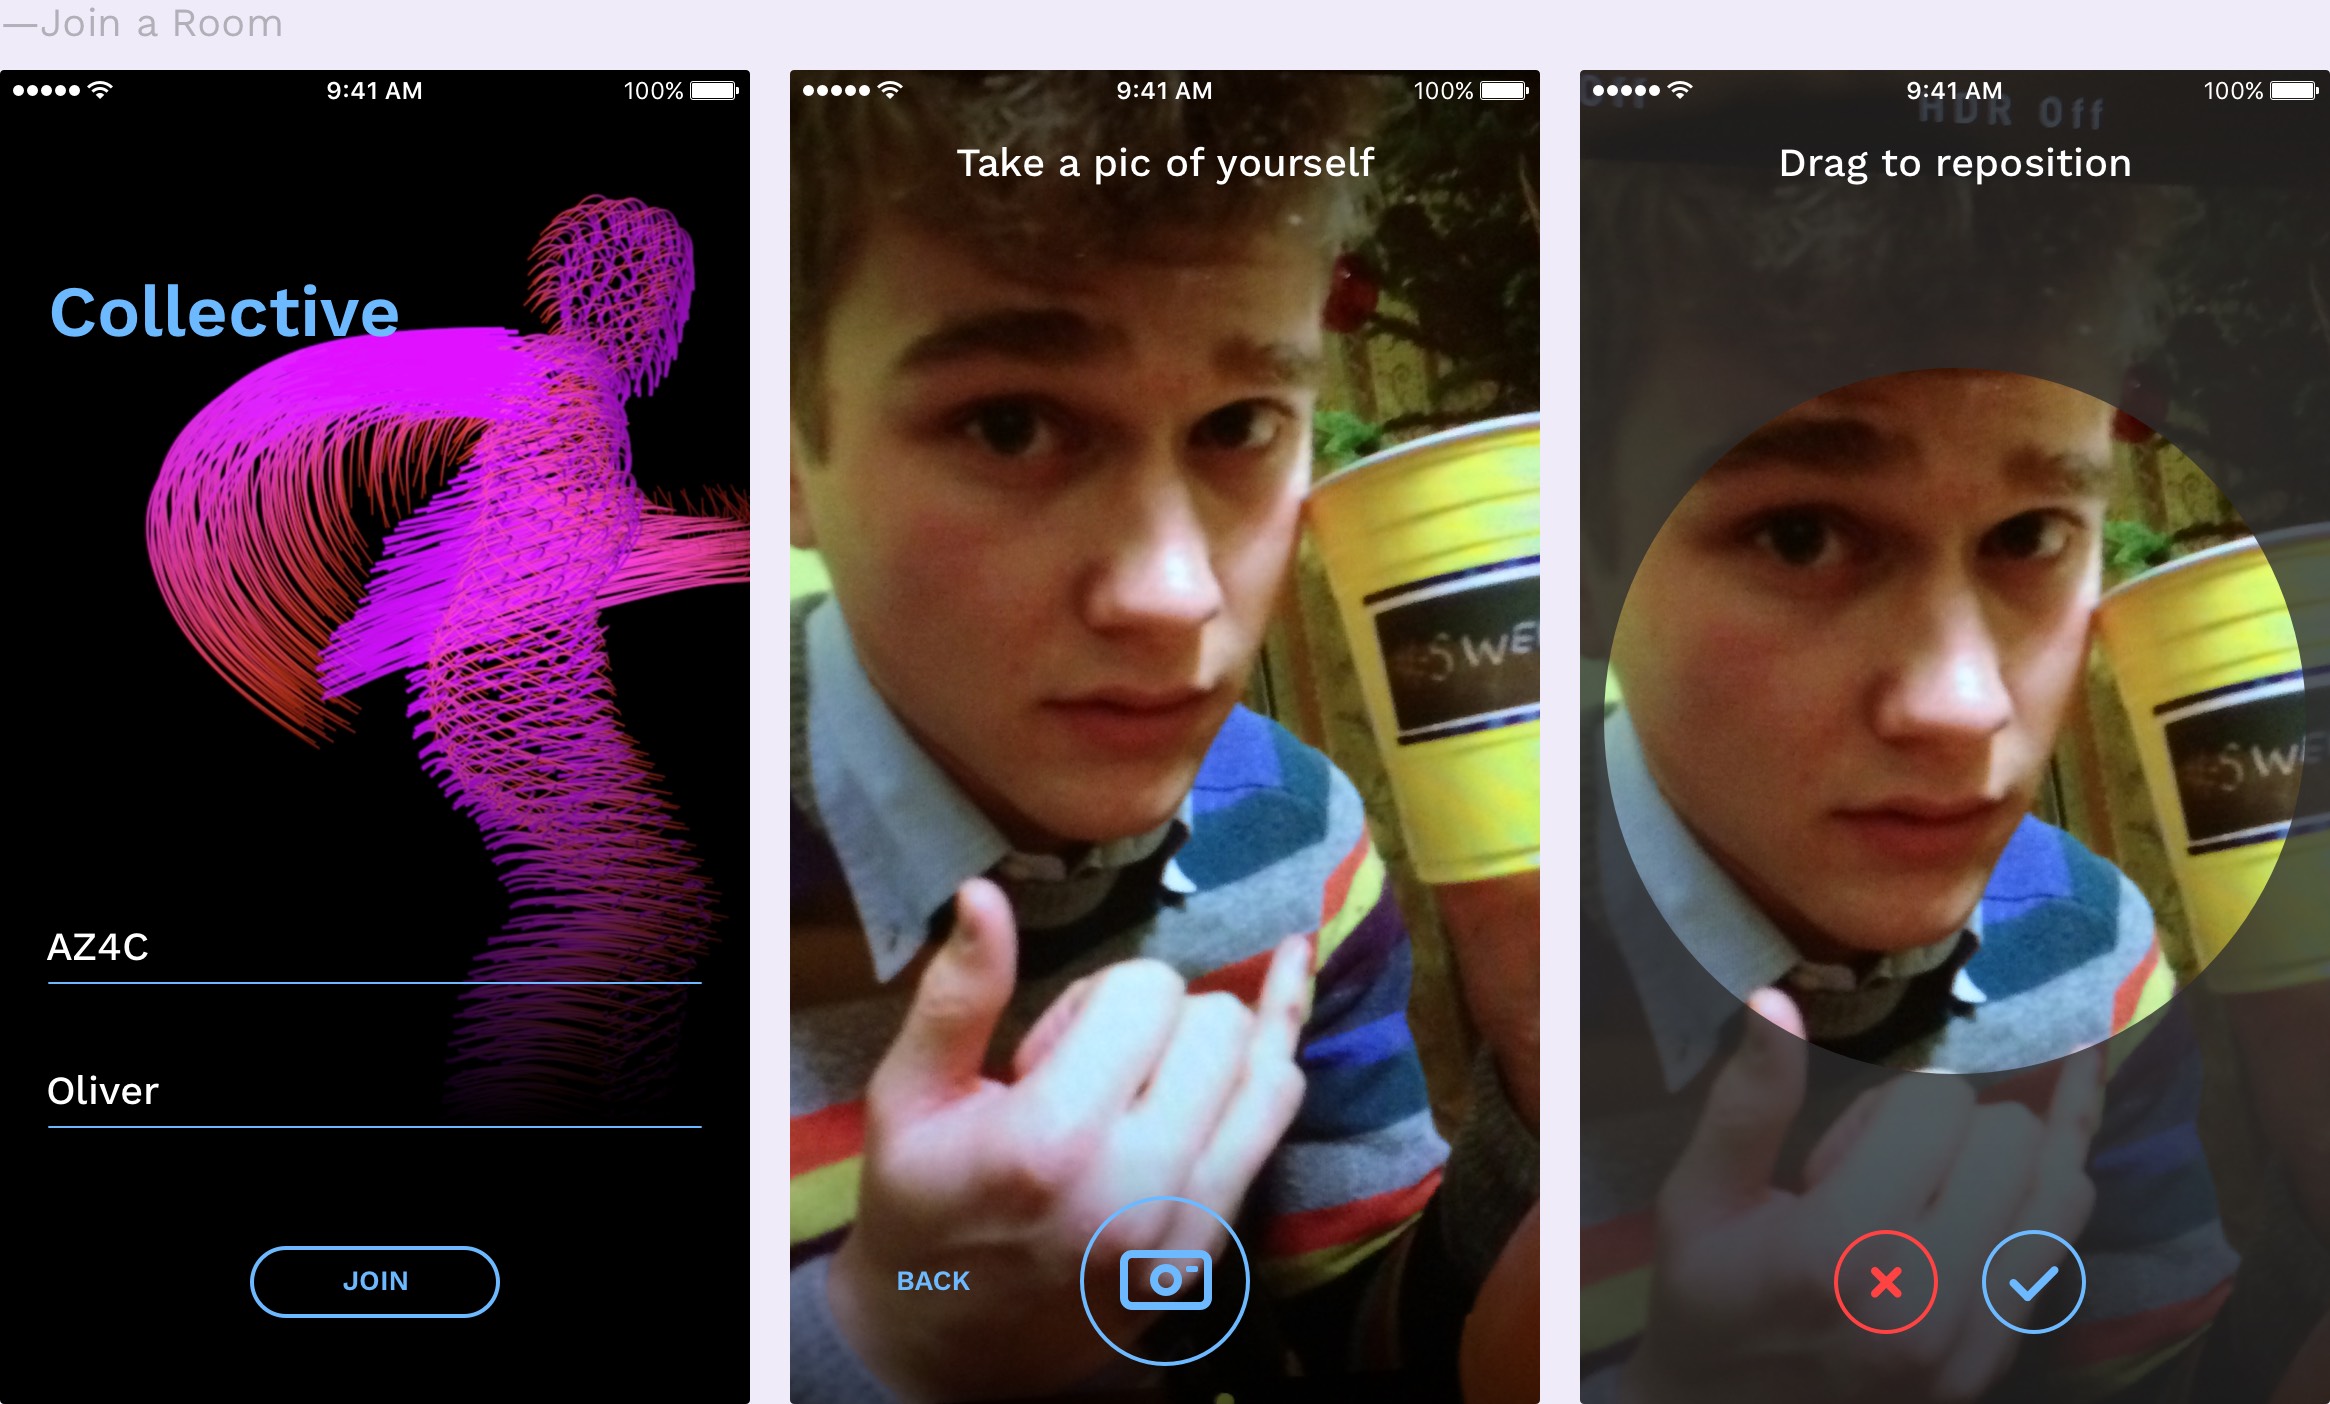 —Join a Room
9:41 AM
100%
Collective
AZ4C
Oliver
JOIN
9:41 AM
100%
Take a pic of yourself
#SWE
BACK
Off
9:41 AM
100%
HDR Off
Drag to reposition
#SWE